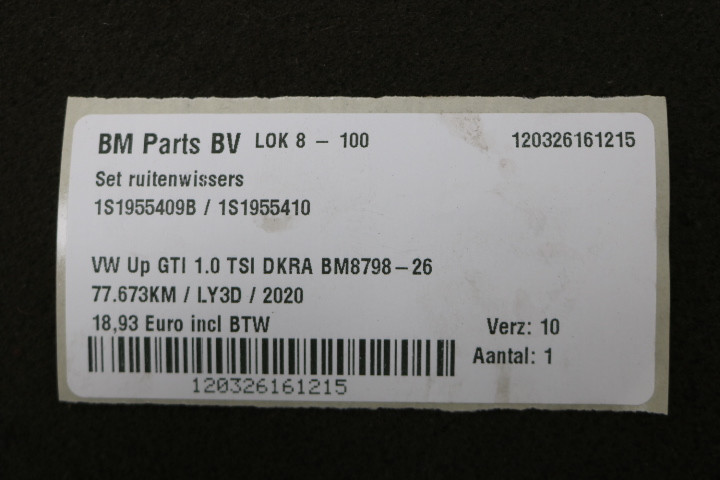 BM Parts BV LOK 8 - 100 120326161215
Set ruitenwissers
1S1955409B / 1S1955410
VW Up GTI 1.0 TSI DKRA BM8798-26
77.673KM / LY3D / 2020
18,93 Euro incl BTW Verz: 10
Aantal: 1
120326161215